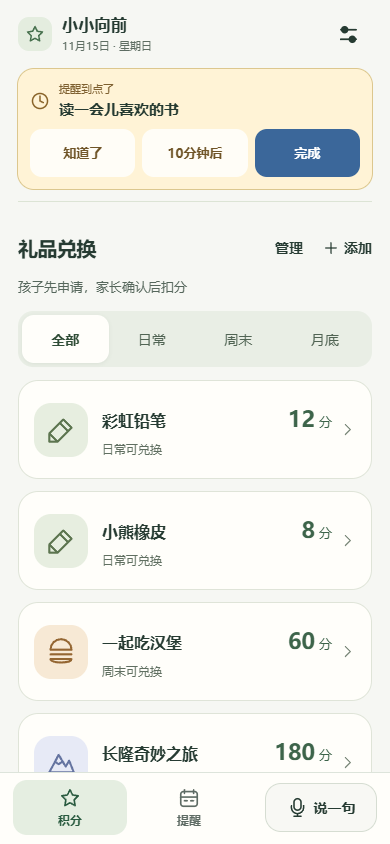 小小向前
11月15日 · 星期日
提醒到点了
读一会儿喜欢的书
知道了
10分钟后
完成
礼品兑换
管理
添加
孩子先申请，家长确认后扣分
全部
日常
周末
月底
彩虹铅笔
12 分
日常可兑换
小熊橡皮
8 分
日常可兑换
一起吃汉堡
60 分
周末可兑换
长隆奇妙之旅
180 分
积分
提醒
说一句